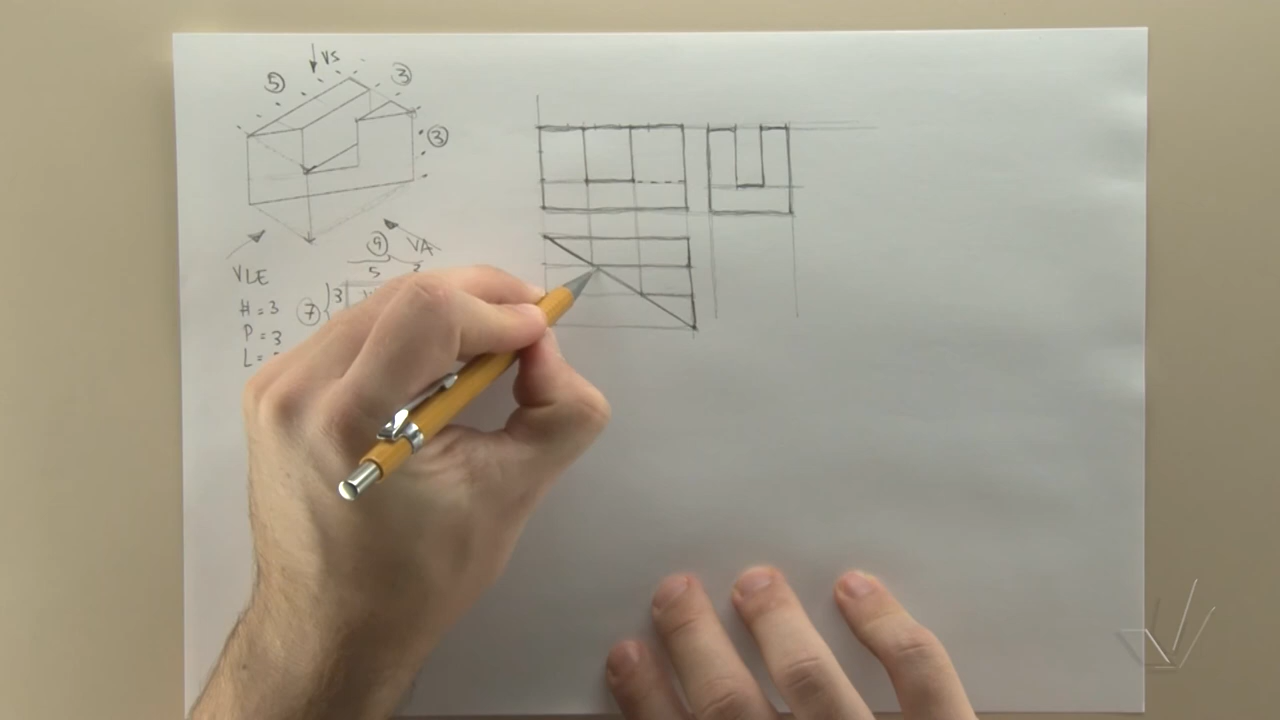 VS
⑤ ③
③
VLE
⑨ VA
5
⑦ 3
H = 3
P = 3
L =